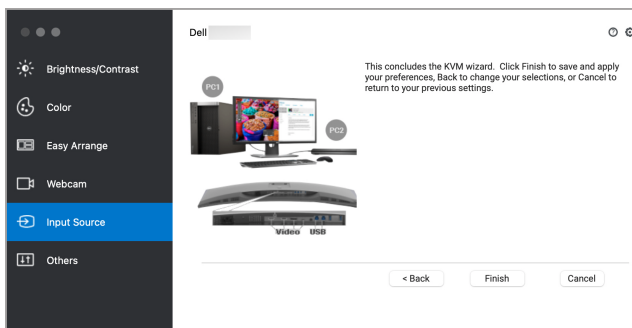 Dell
Brightness/Contrast
Color
Easy Arrange
Webcam
Input Source
Others
PC1
PC2
Video USB
This concludes the KVM wizard. Click Finish to save and apply
your preferences, Back to change your selections, or Cancel to
return to your previous settings.
< Back Finish Cancel